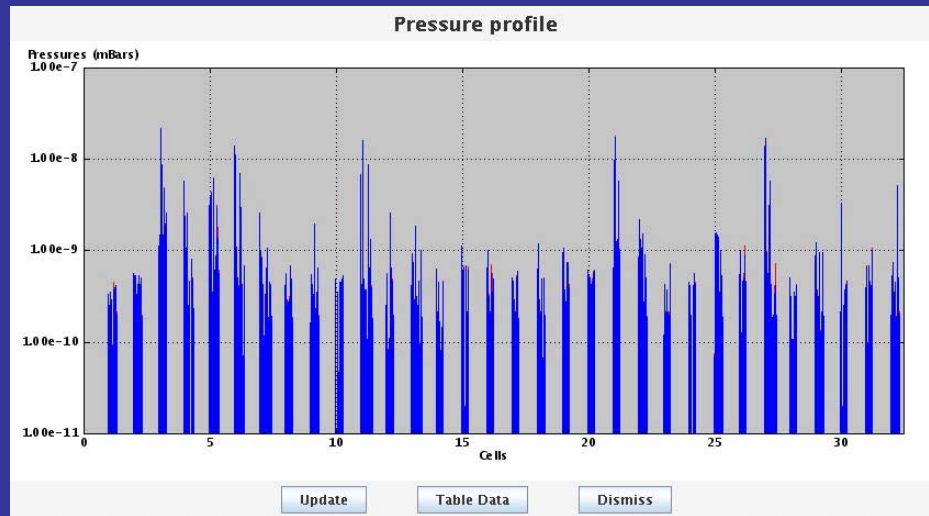 Pressure profile
Pressures (mBars)
1.00e-7
1.00e-8
1.00e-9
1.00e-10
1.00e-11
0 5 10 15 20 25 30
Cells
Update Table Data Dismiss